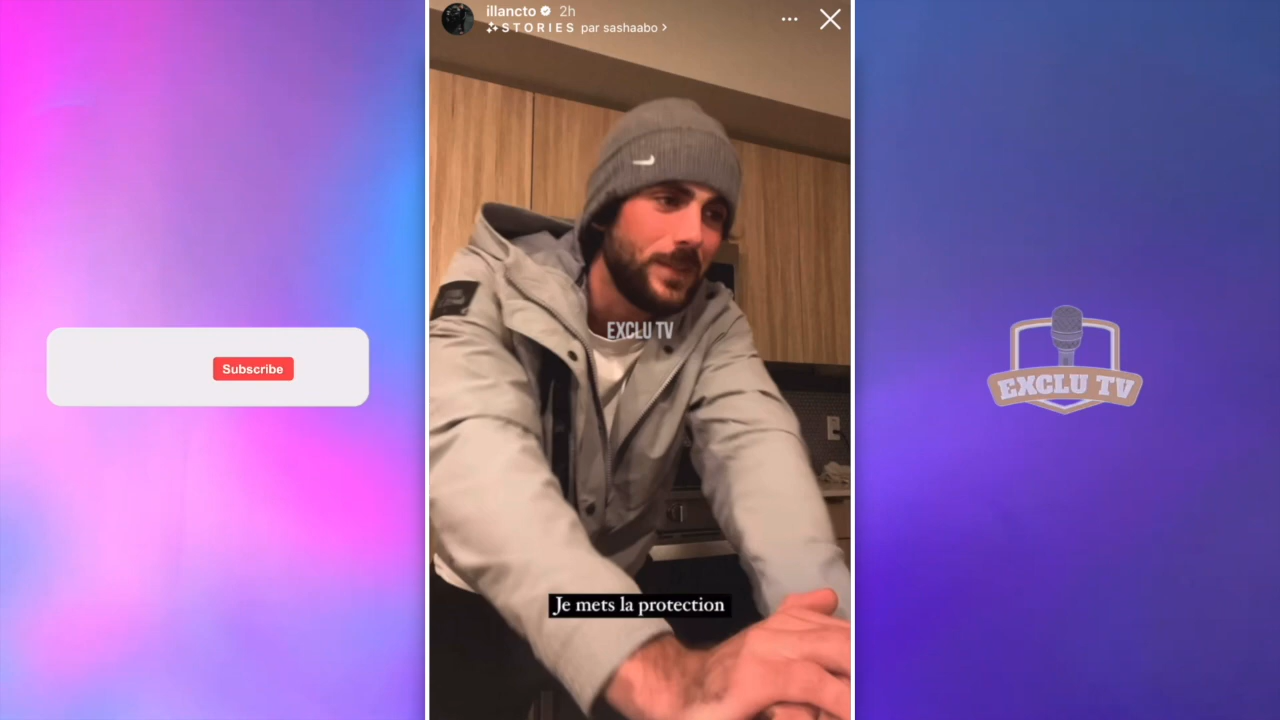 illancto 2h
STORIES par sashaabo >
EXCLU TV
Subscribe
EXCLU TV
Je mets la protection